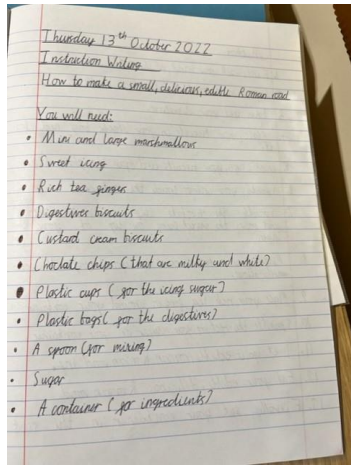 Thursday 13th October 2022
Instruction Writing
How to make a small, delicious, edible Roman road
You will need:
• Mini and large marshmallows
• Sweet icing
• Rich tea fingers
• Digestives biscuits
• Custard cream biscuits
• Choclate chips (that are milky and white)
• Plastic cups (for the icing sugar)
• Plastic bags (for the digestives)
• A spoon (for mixing)
• Sugar
• A container (for ingredients)